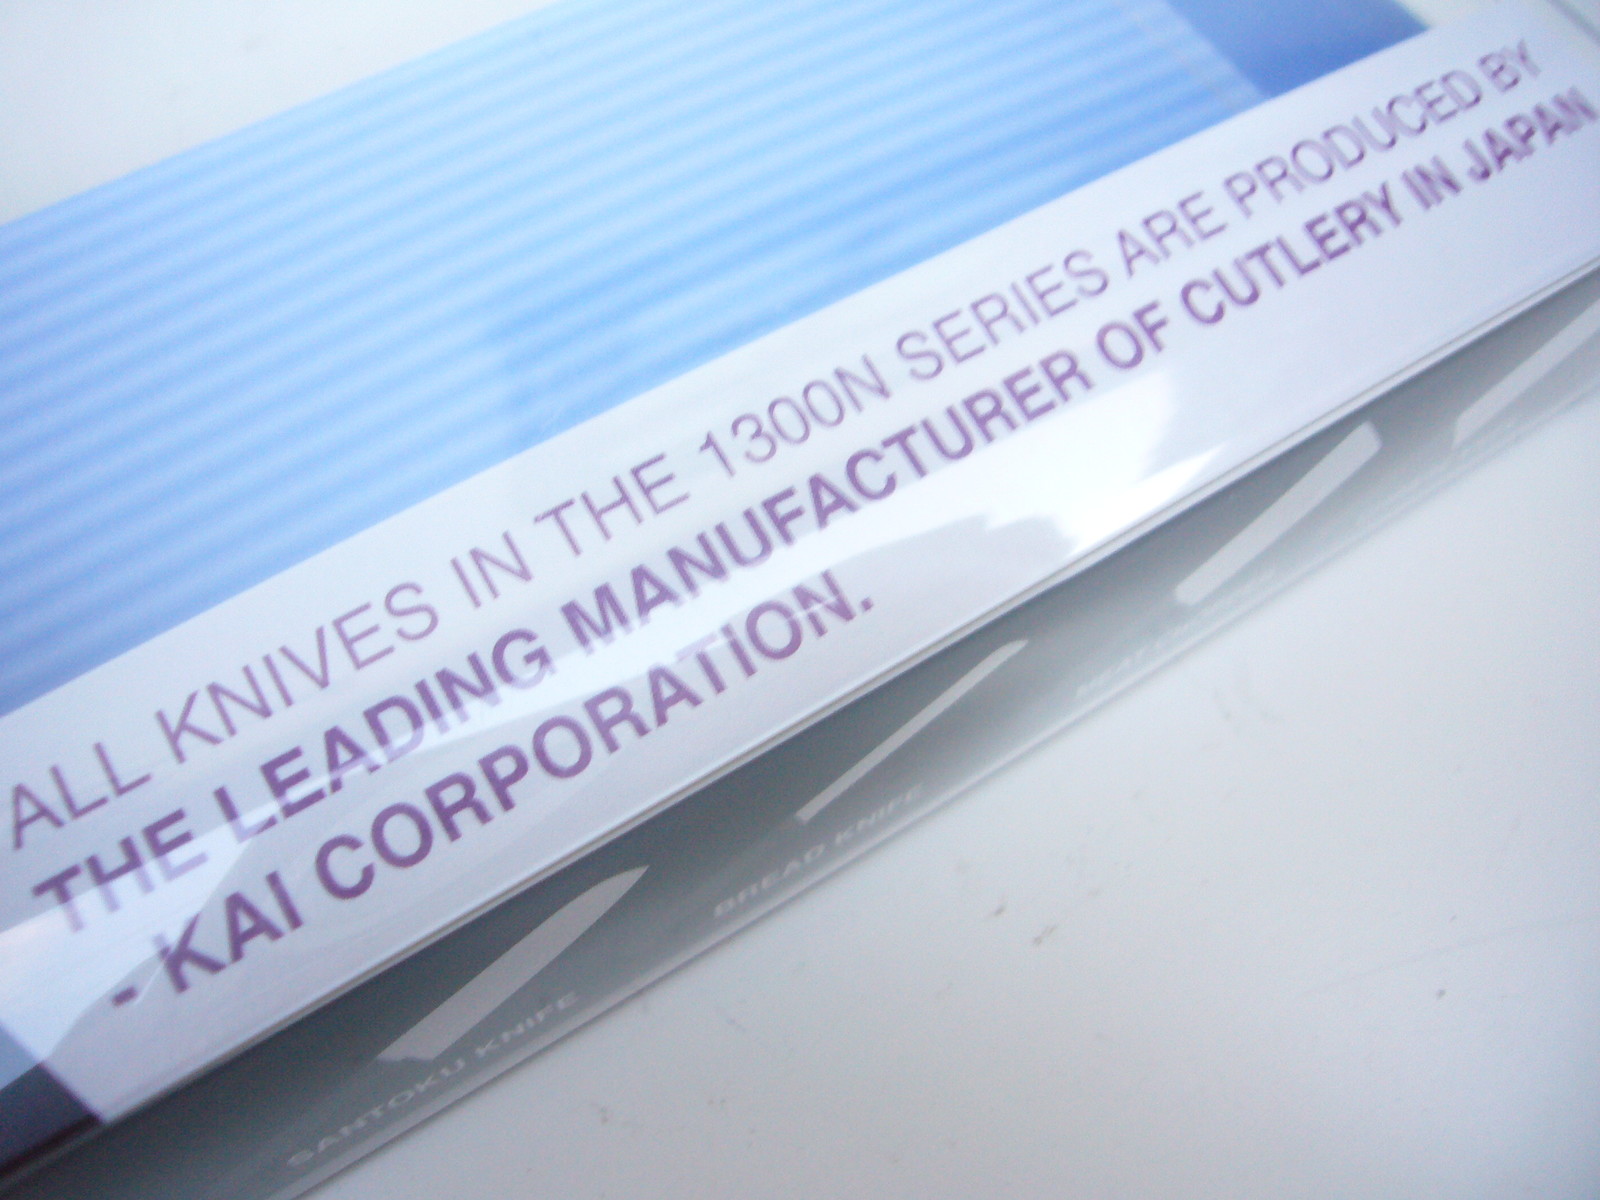 ALL KNIVES IN THE 1300N SERIES ARE PRODUCED BY
THE LEADING MANUFACTURER OF CUTLERY IN JAPAN
- KAI CORPORATION.
SANTOKU KNIFE
BREAD KNIFE